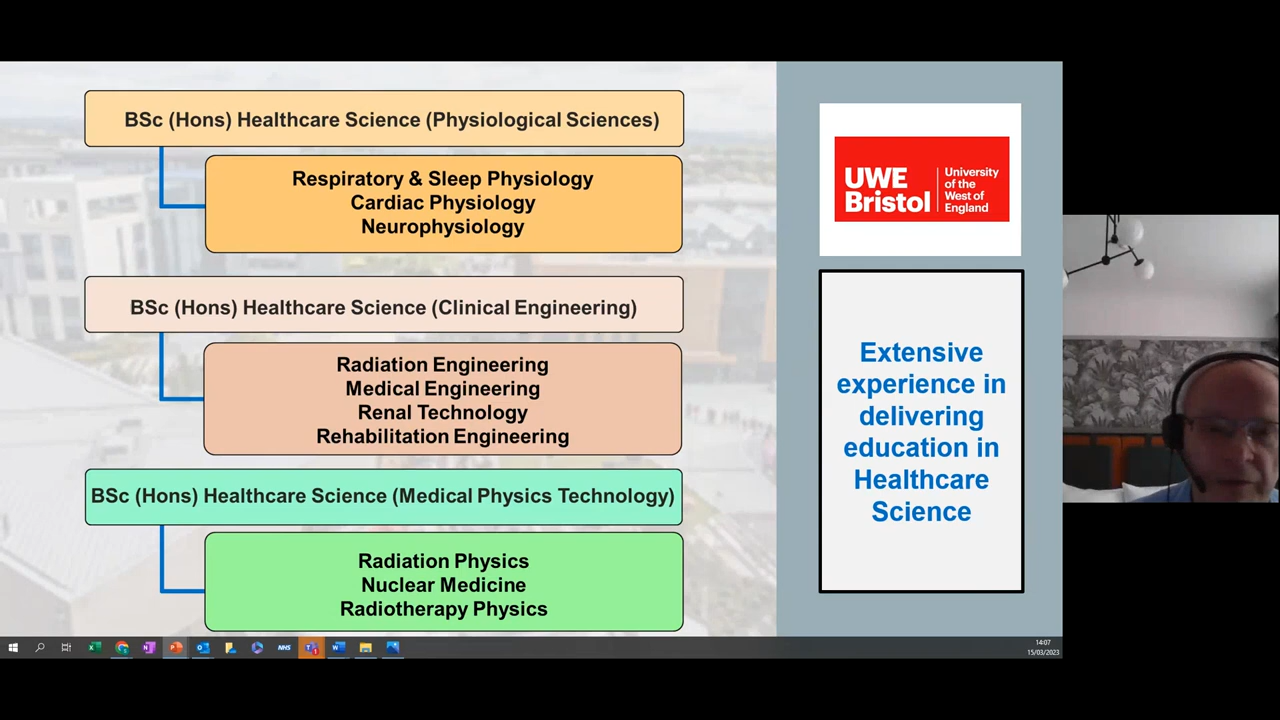 BSc (Hons) Healthcare Science (Physiological Sciences)
Respiratory & Sleep Physiology
Cardiac Physiology
Neurophysiology
BSc (Hons) Healthcare Science (Clinical Engineering)
Radiation Engineering
Medical Engineering
Renal Technology
Rehabilitation Engineering
BSc (Hons) Healthcare Science (Medical Physics Technology)
Radiation Physics
Nuclear Medicine
Radiotherapy Physics
UWE
Bristol
University
of the
West of
England
Extensive
experience in
delivering
education in
Healthcare
Science
NHS
14:07
15/03/2023